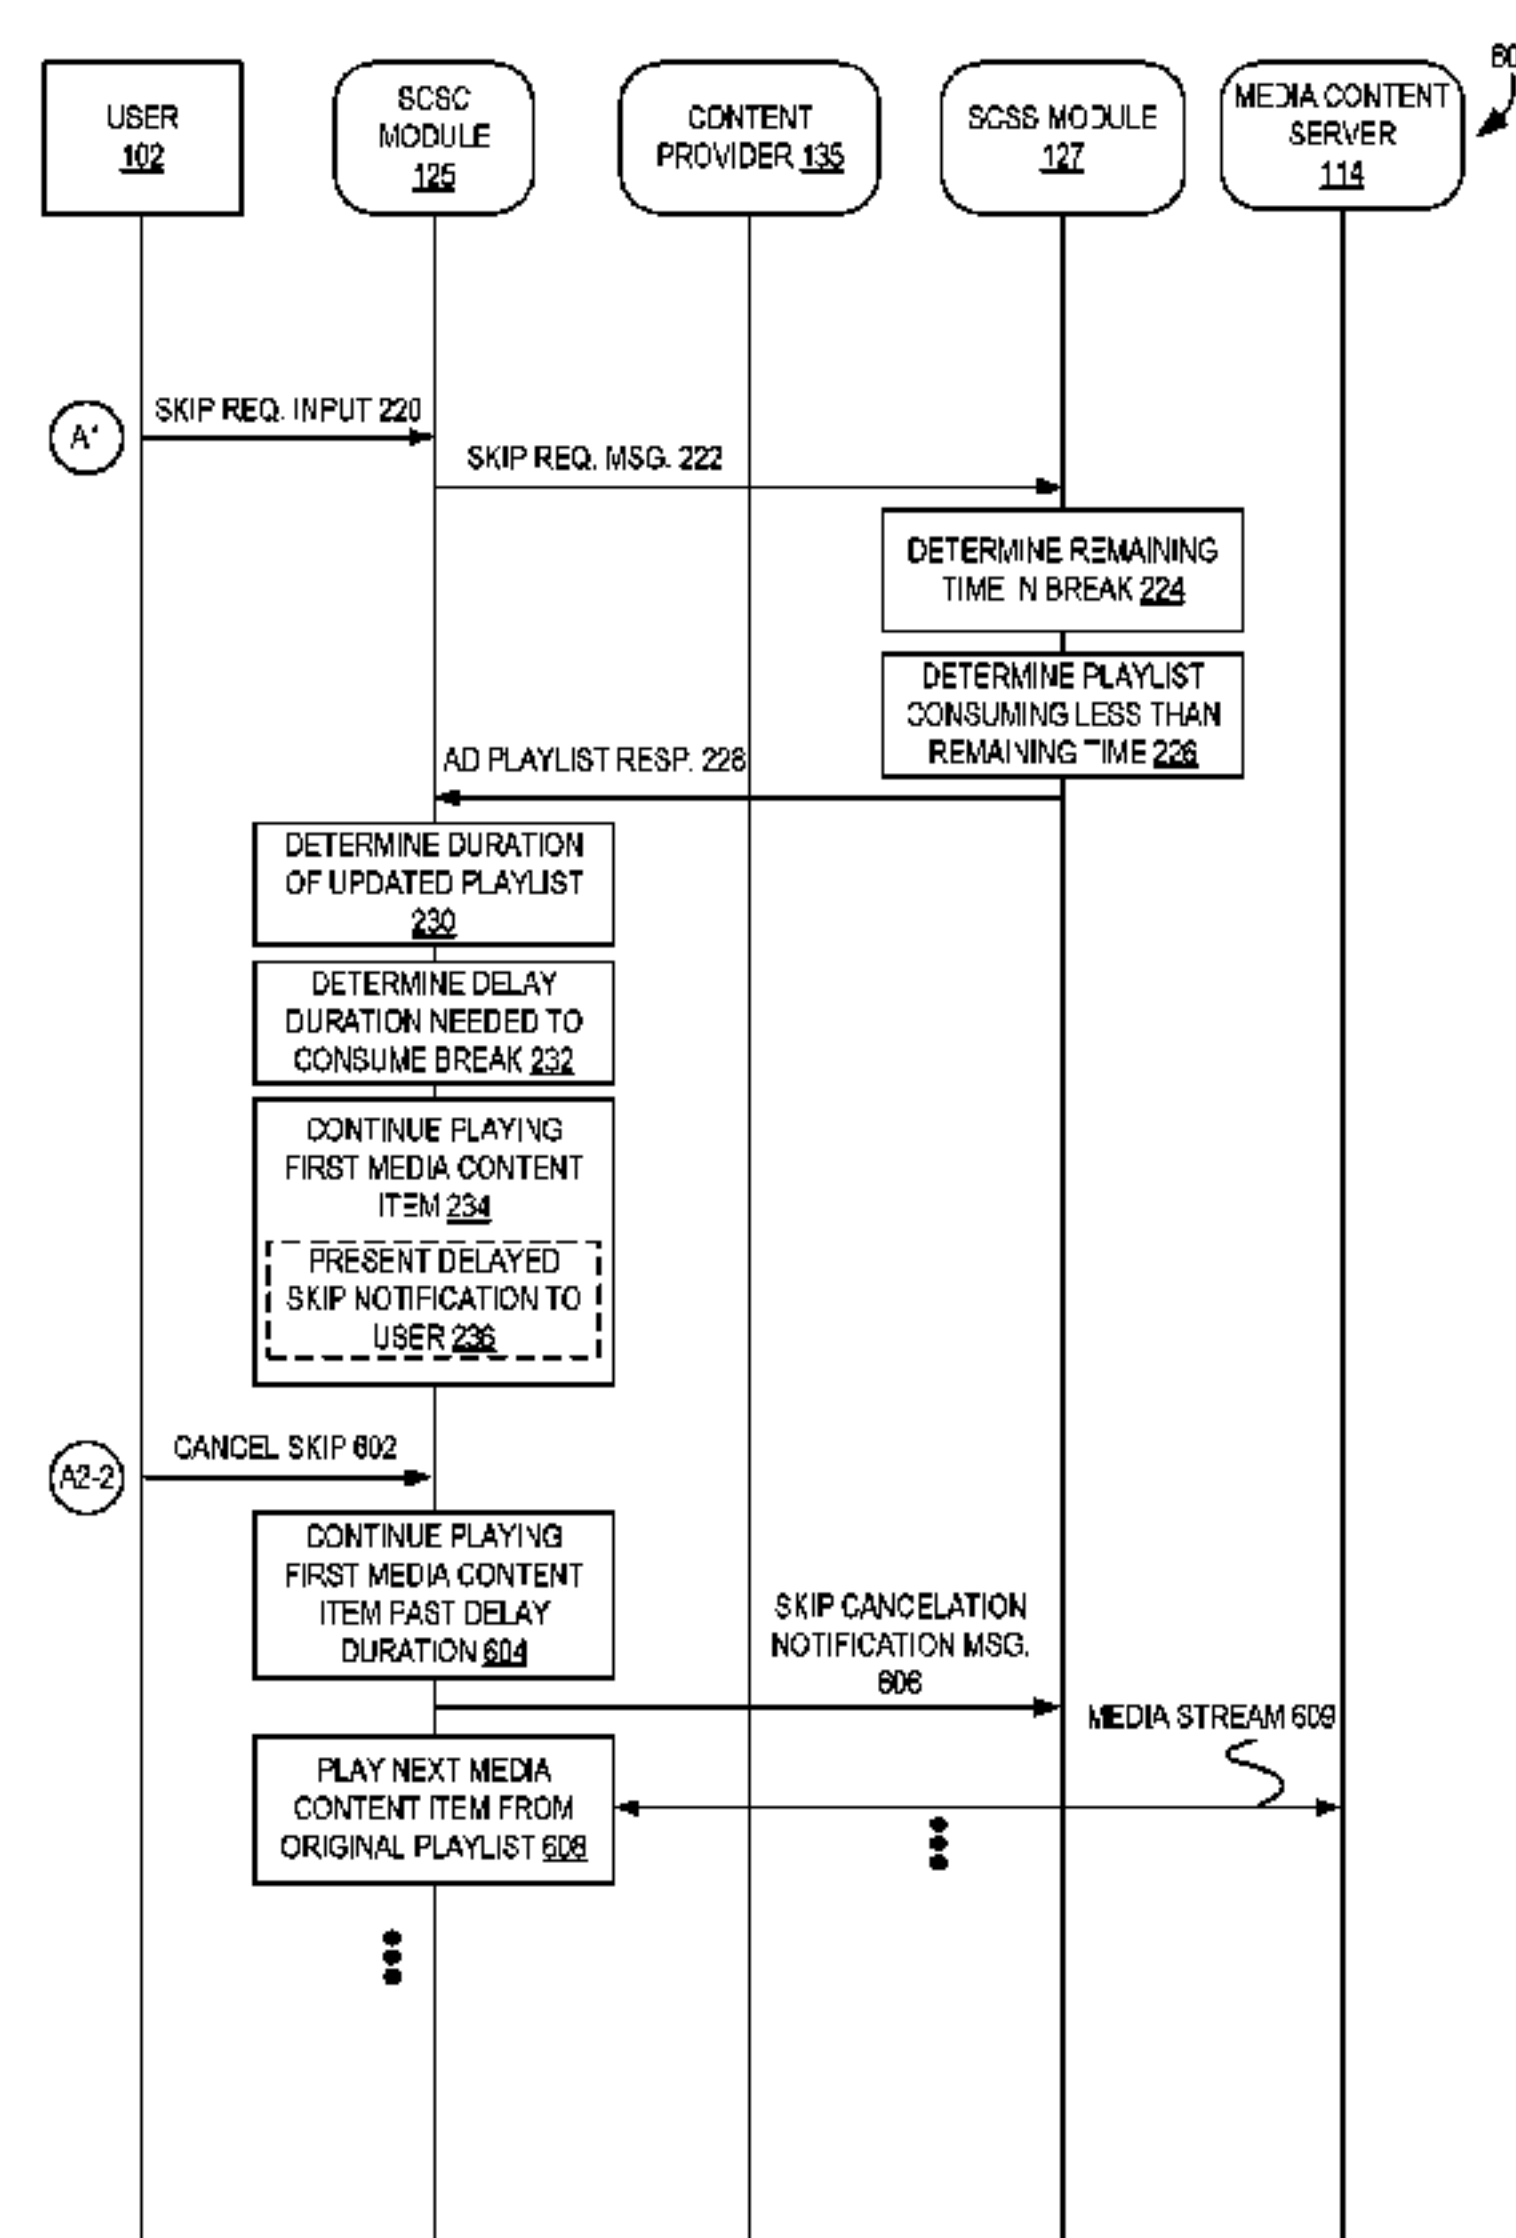 USER
102
SCSC
MODULE
125
CONTENT
PROVIDER 135
SCSS MODULE
127
MEDIA CONTENT
SERVER
114
SKIP REQ. INPUT 220
A1
SKIP REQ. MSG. 222
DETERMINE REMAINING
TIME IN BREAK 224
DETERMINE PLAYLIST
CONSUMING LESS THAN
REMAINING TIME 226
AD PLAYLIST RESP. 228
DETERMINE DURATION
OF UPDATED PLAYLIST
230
DETERMINE DELAY
DURATION NEEDED TO
CONSUME BREAK 232
CONTINUE PLAYING
FIRST MEDIA CONTENT
ITEM 234
PRESENT DELAYED
SKIP NOTIFICATION TO
USER 236
CANCEL SKIP 602
A2-2
CONTINUE PLAYING
FIRST MEDIA CONTENT
ITEM PAST DELAY
DURATION 604
SKIP CANCELATION
NOTIFICATION MSG.
606
MEDIA STREAM 609
PLAY NEXT MEDIA
CONTENT ITEM FROM
ORIGINAL PLAYLIST 608